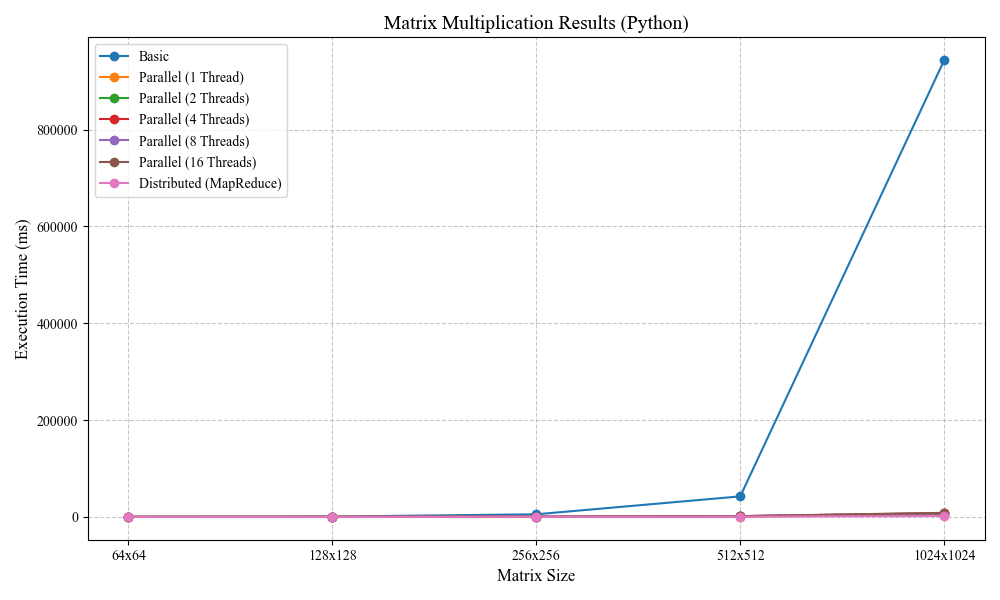 Matrix Multiplication Results (Python)
Basic
Parallel (1 Thread)
Parallel (2 Threads)
Parallel (4 Threads)
Parallel (8 Threads)
Parallel (16 Threads)
Distributed (MapReduce)
Execution Time (ms)
800000
600000
400000
200000
0
64x64
128x128
256x256
512x512
1024x1024
Matrix Size